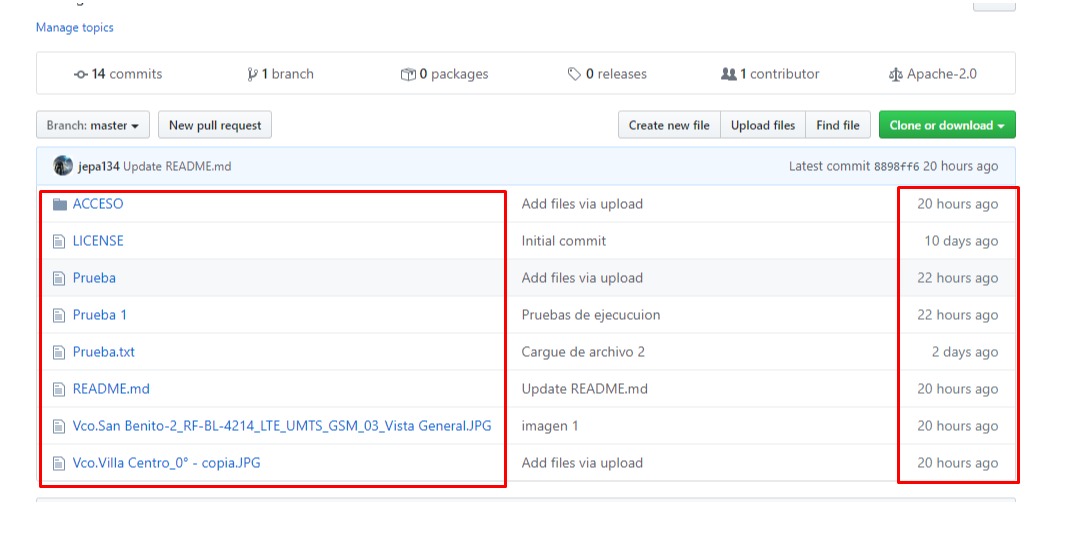 Manage topics
14 commits 1 branch 0 packages 0 releases 1 contributor Apache-2.0
Branch: master New pull request Create new file Upload files Find file Clone or download
jepa134 Update README.md Latest commit 8898ff6 20 hours ago
ACCESO Add files via upload 20 hours ago
LICENSE Initial commit 10 days ago
Prueba Add files via upload 22 hours ago
Prueba 1 Pruebas de ejecucuion 22 hours ago
Prueba.txt Cargue de archivo 2 2 days ago
README.md Update README.md 20 hours ago
Vco.San Benito-2_RF-BL-4214_LTE_UMTS_GSM_03_Vista General.JPG imagen 1 20 hours ago
Vco.Villa Centro_0° - copia.JPG Add files via upload 20 hours ago